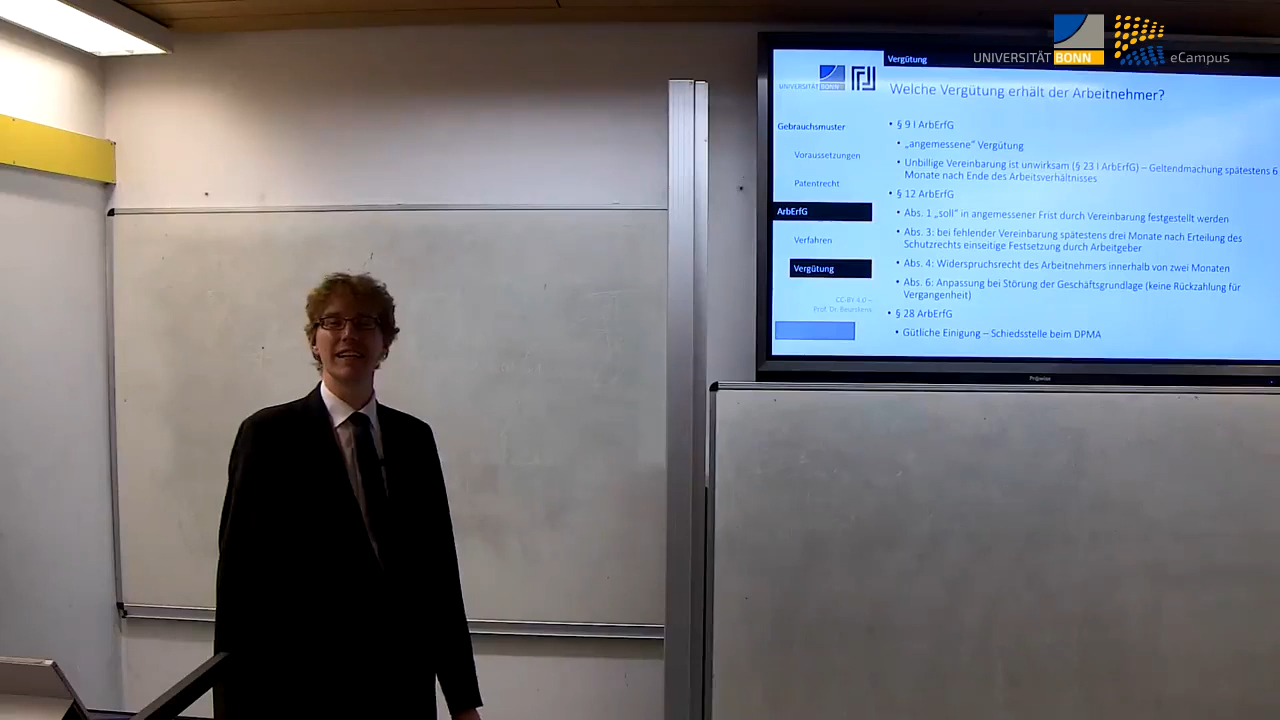 UNIVERSITÄT BONN
eCampus
Vergütung
UNIVERSITÄT BONN
Welche Vergütung erhält der Arbeitnehmer?
Gebrauchsmuster
Voraussetzungen
Patentrecht
ArbErfG
Verfahren
Vergütung
CC-BY 4.0 –
Prof. Dr. Beurskens
• § 9 I ArbErfG
• „angemessene" Vergütung
• Unbillige Vereinbarung ist unwirksam (§ 23 I ArbErfG) – Geltendmachung spätestens 6
Monate nach Ende des Arbeitsverhältnisses
• § 12 ArbErfG
• Abs. 1 „soll" in angemessener Frist durch Vereinbarung festgestellt werden
• Abs. 3: bei fehlender Vereinbarung spätestens drei Monate nach Erteilung des
Schutzrechts einseitige Festsetzung durch Arbeitgeber
• Abs. 4: Widerspruchsrecht des Arbeitnehmers innerhalb von zwei Monaten
• Abs. 6: Anpassung bei Störung der Geschäftsgrundlage (keine Rückzahlung für
Vergangenheit)
• § 28 ArbErfG
• Gütliche Einigung – Schiedsstelle beim DPMA